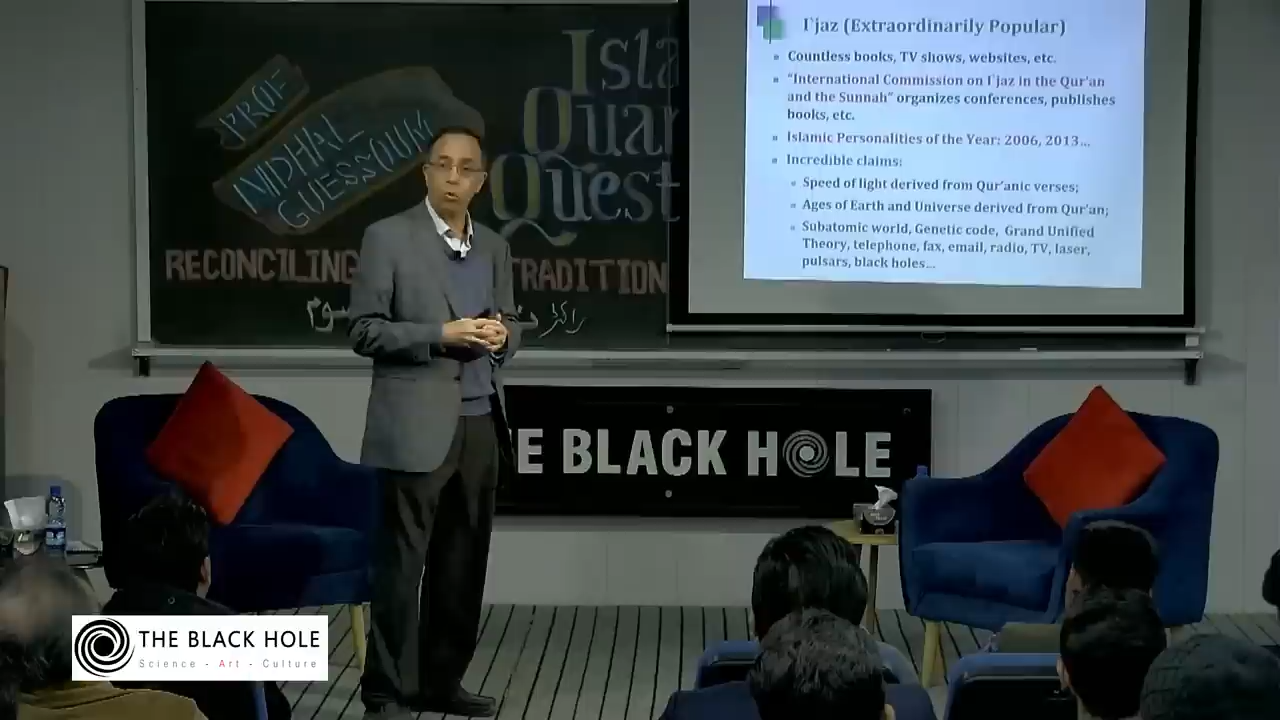 PROF
NIDHAL
GUESSOUM
Isla
Quan
Quest
RECONCILING
TRADITION
I`jaz (Extraordinarily Popular)
Countless books, TV shows, websites, etc.
“International Commission on I`jaz in the Qur'an
and the Sunnah” organizes conferences, publishes
books, etc.
Islamic Personalities of the Year: 2006, 2013...
Incredible claims:
Speed of light derived from Qur'anic verses;
Ages of Earth and Universe derived from Qur'an;
Subatomic world, Genetic code, Grand Unified
Theory, telephone, fax, email, radio, TV, laser,
pulsars, black holes...
E BLACK HOLE
THE BLACK HOLE
Science - Art - Culture